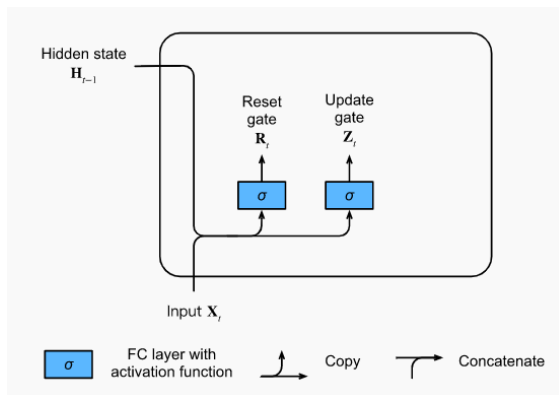 Hidden state
H_{t−1}
Reset
gate
R_t
Update
gate
Z_t
σ
σ
Input X_t
σ
FC layer with
activation function
Copy
Concatenate